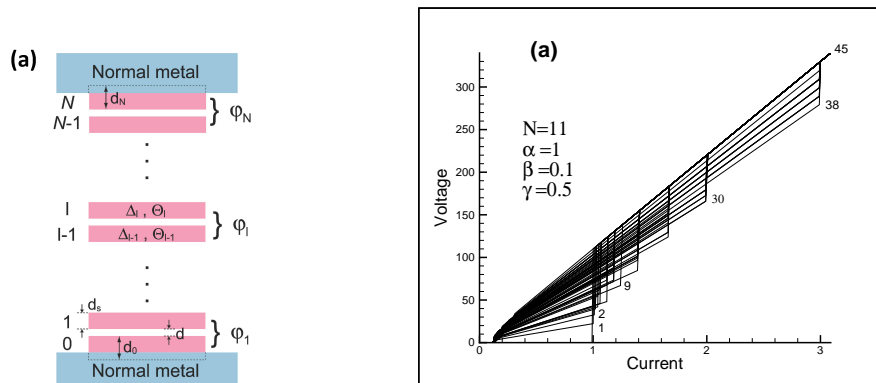 (a)
Normal metal
d_N
N
N-1
φ_N
l
Δ_l , Θ_l
l-1
Δ_l-1 , Θ_l-1
φ_l
d_s
1
d
0
d_0
φ_1
Normal metal
(a)
45
300
38
250
N=11
α=1
200
β=0.1
γ=0.5
30
150
100
9
50
2
1
0
0
1
2
3
Voltage
Current